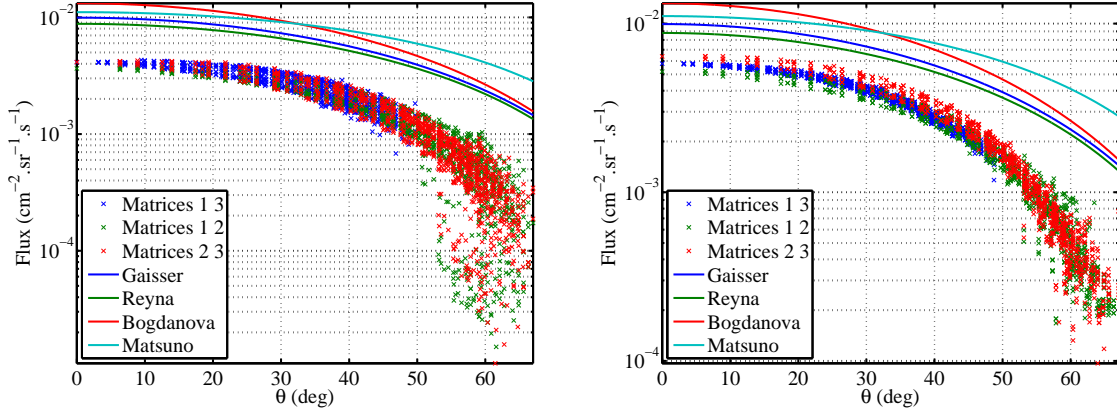 10⁻²
10⁻³
10⁻⁴
Flux (cm⁻².sr⁻¹.s⁻¹)
Matrices 1 3
Matrices 1 2
Matrices 2 3
Gaisser
Reyna
Bogdanova
Matsuno
0 10 20 30 40 50 60
θ (deg)
10⁻²
10⁻³
10⁻⁴
Flux (cm⁻².sr⁻¹.s⁻¹)
Matrices 1 3
Matrices 1 2
Matrices 2 3
Gaisser
Reyna
Bogdanova
Matsuno
0 10 20 30 40 50 60
θ (deg)